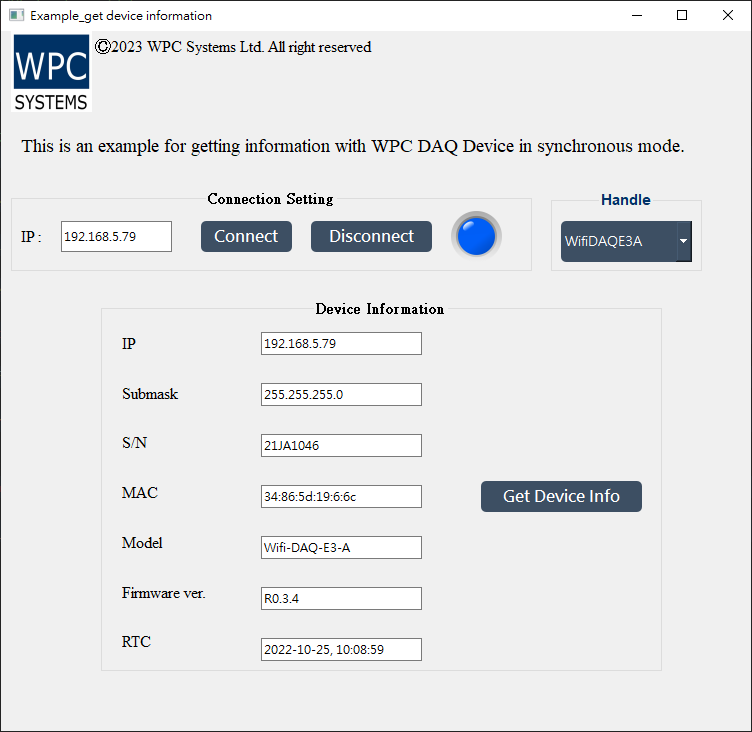 Example_get device information
WPC
SYSTEMS
©2023 WPC Systems Ltd. All right reserved
This is an example for getting information with WPC DAQ Device in synchronous mode.
Connection Setting
IP : 192.168.5.79 Connect Disconnect
Handle
WifiDAQE3A
Device Information
IP 192.168.5.79
Submask 255.255.255.0
S/N 21JA1046
MAC 34:86:5d:19:6:6c
Get Device Info
Model Wifi-DAQ-E3-A
Firmware ver. R0.3.4
RTC 2022-10-25, 10:08:59